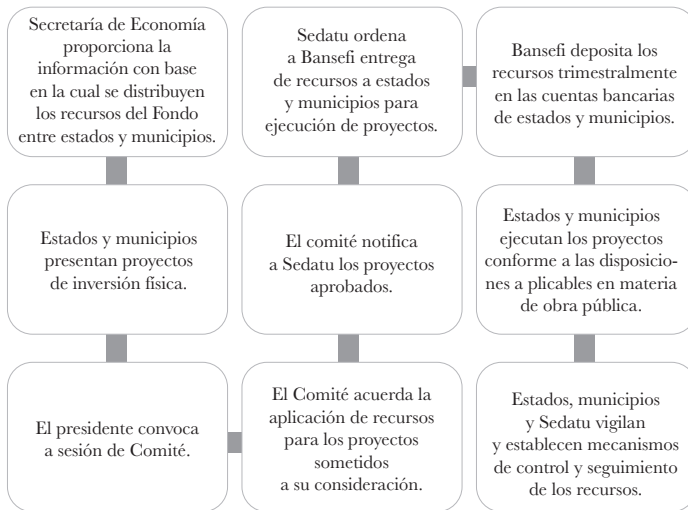 Secretaría de Economía
proporciona la
información con base
en la cual se distribuyen
los recursos del Fondo
entre estados y municipios.
Estados y municipios
presentan proyectos
de inversión física.
El presidente convoca
a sesión de Comité.
El Comité acuerda la
aplicación de recursos
para los proyectos
sometidos
a su consideración.
El comité notifica
a Sedatu los proyectos
aprobados.
Sedatu ordena
a Bansefi entrega
de recursos a estados
y municipios para
ejecución de proyectos.
Bansefi deposita los
recursos trimestralmente
en las cuentas bancarias
de estados y municipios.
Estados y municipios
ejecutan los proyectos
conforme a las disposicio-
nes a plicables en materia
de obra pública.
Estados, municipios
y Sedatu vigilan
y establecen mecanismos
de control y seguimiento
de los recursos.